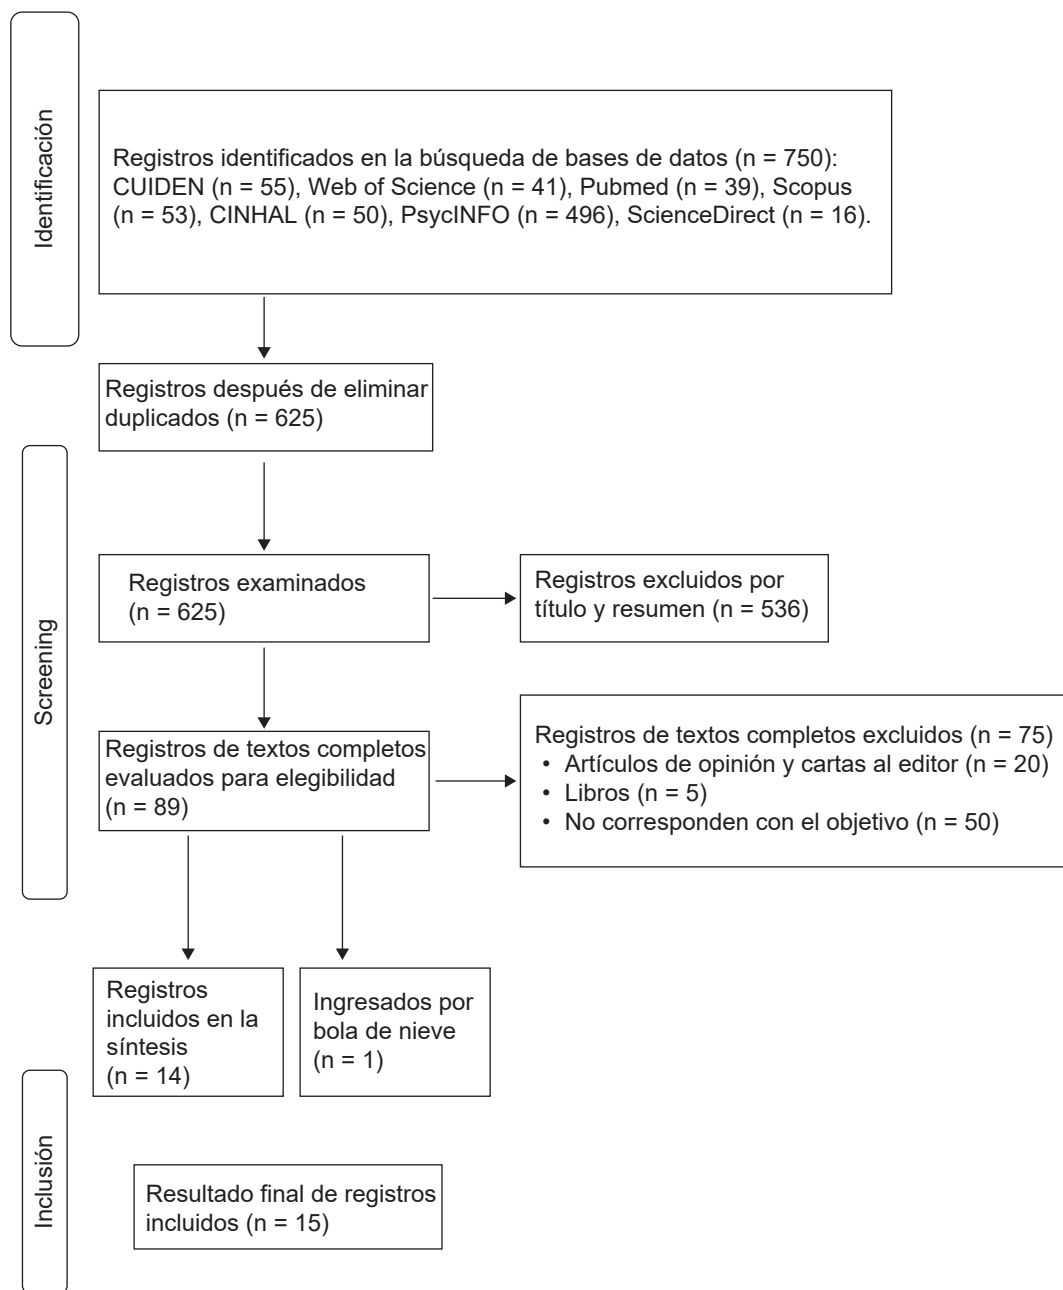 Identificación
Registros identificados en la búsqueda de bases de datos (n = 750):
CUIDEN (n = 55), Web of Science (n = 41), Pubmed (n = 39), Scopus
(n = 53), CINHAL (n = 50), PsycINFO (n = 496), ScienceDirect (n = 16).
Registros después de eliminar
duplicados (n = 625)
Screening
Registros examinados
(n = 625)
Registros excluidos por
título y resumen (n = 536)
Registros de textos completos
evaluados para elegibilidad
(n = 89)
Registros de textos completos excluidos (n = 75)
• Artículos de opinión y cartas al editor (n = 20)
• Libros (n = 5)
• No corresponden con el objetivo (n = 50)
Registros
incluidos en la
síntesis
(n = 14)
Ingresados por
bola de nieve
(n = 1)
Inclusión
Resultado final de registros
incluidos (n = 15)